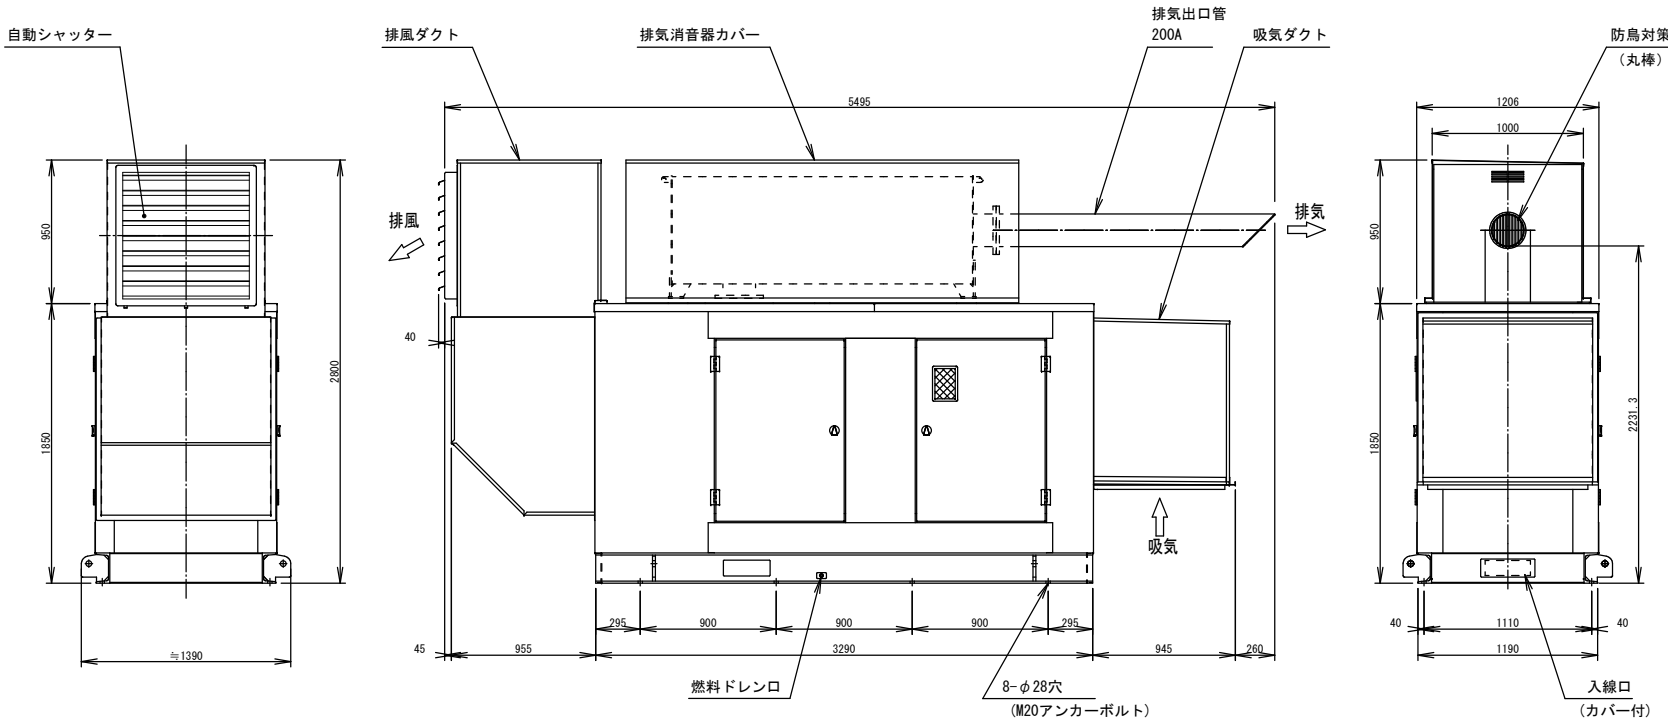 自動シャッター
排風ダクト
排気消音器カバー
排気出口管
200A
吸気ダクト
防鳥対策
(丸棒)
5495
1206
1000
950
2800
1850
≒1390
排風
排気
40
吸気
295
900
900
900
295
45
955
3290
945
260
950
1850
2231.3
40
1110
40
1190
燃料ドレン口
8-φ28穴
(M20アンカーボルト)
入線口
(カバー付)